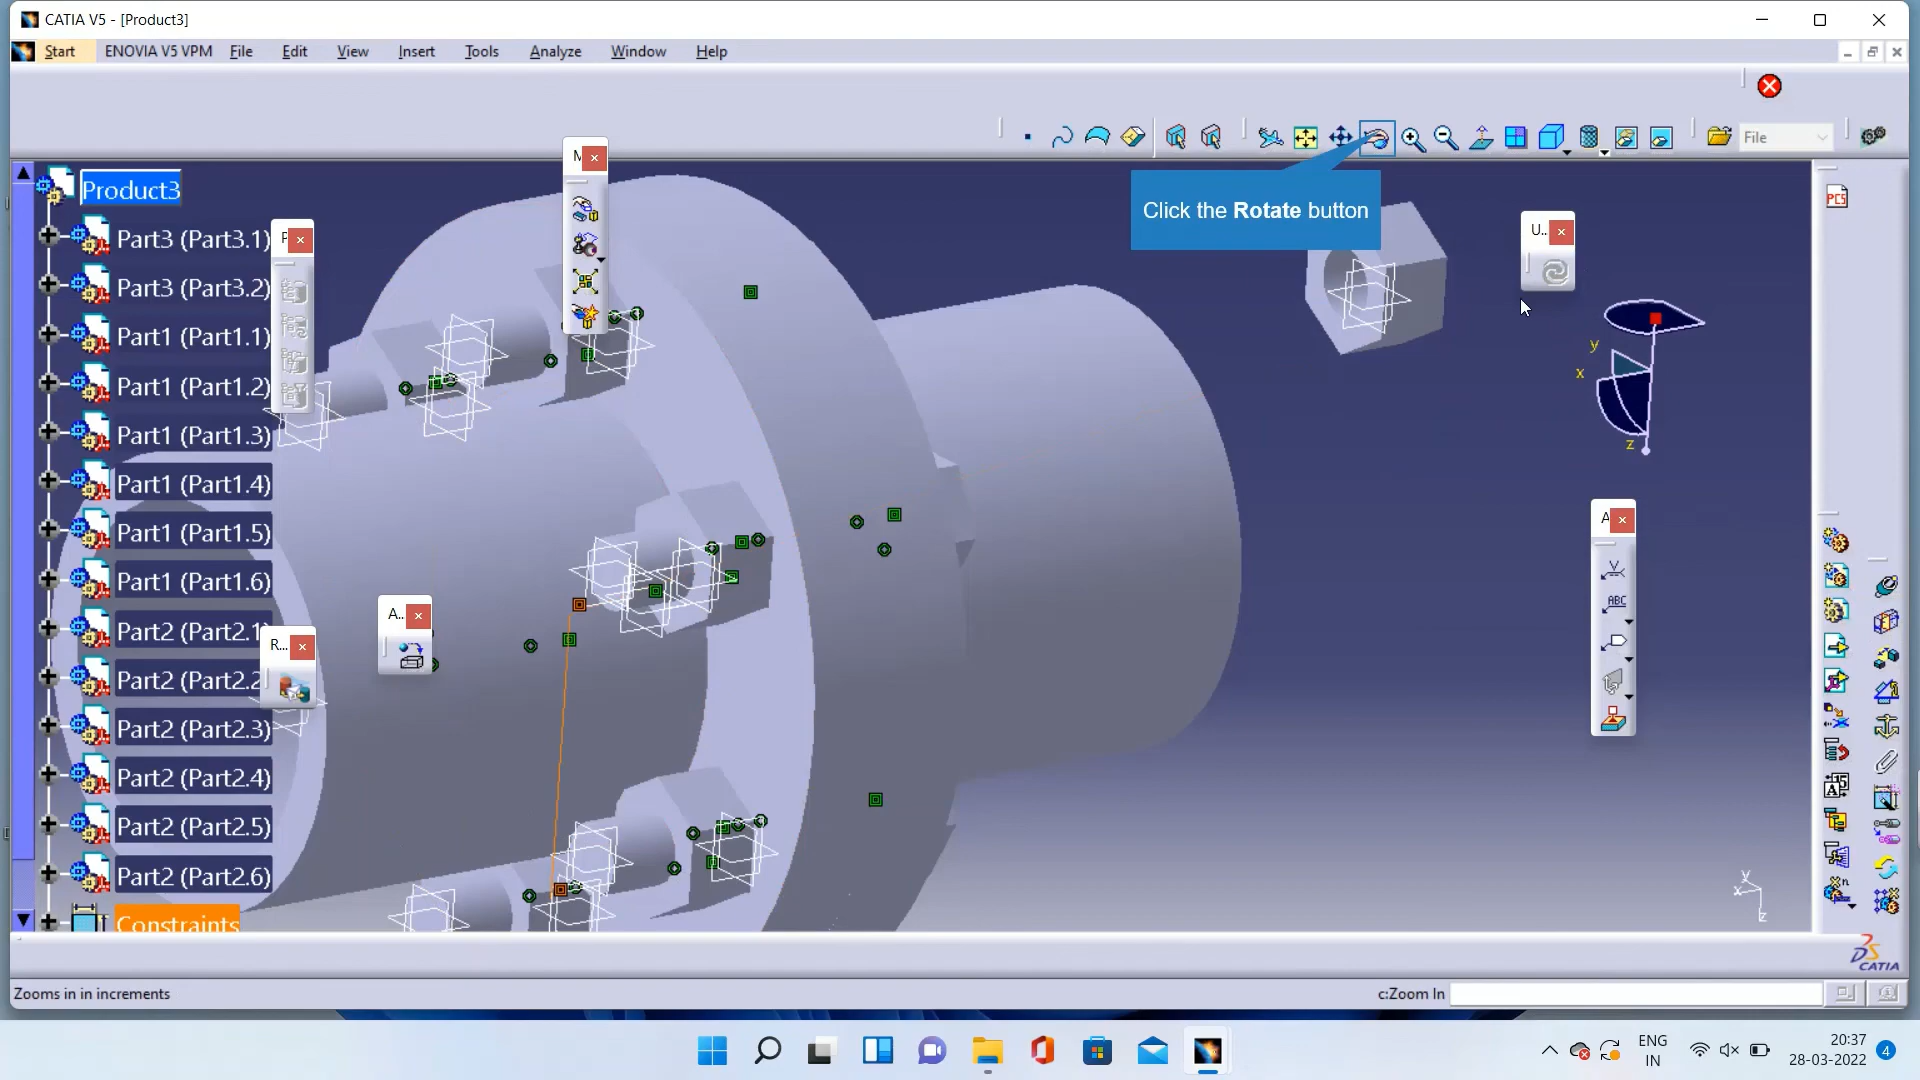 CATIA V5 - [Product3]
Start ENOVIA V5 VPM File Edit View Insert Tools Analyze Window Help
File
Click the Rotate button
Product3
Part3 (Part3.1)
Part3 (Part3.2)
Part1 (Part1.1)
Part1 (Part1.2)
Part1 (Part1.3)
Part1 (Part1.4)
Part1 (Part1.5)
Part1 (Part1.6)
Part2 (Part2.1)
Part2 (Part2.2
Part2 (Part2.3)
Part2 (Part2.4)
Part2 (Part2.5)
Part2 (Part2.6)
Constraints
R...
A..
U..
A
ABC
y
x
z
y
x
z
PCS
CATIA
Zooms in in increments
c:Zoom In
ENG
IN
20:37
28-03-2022
4